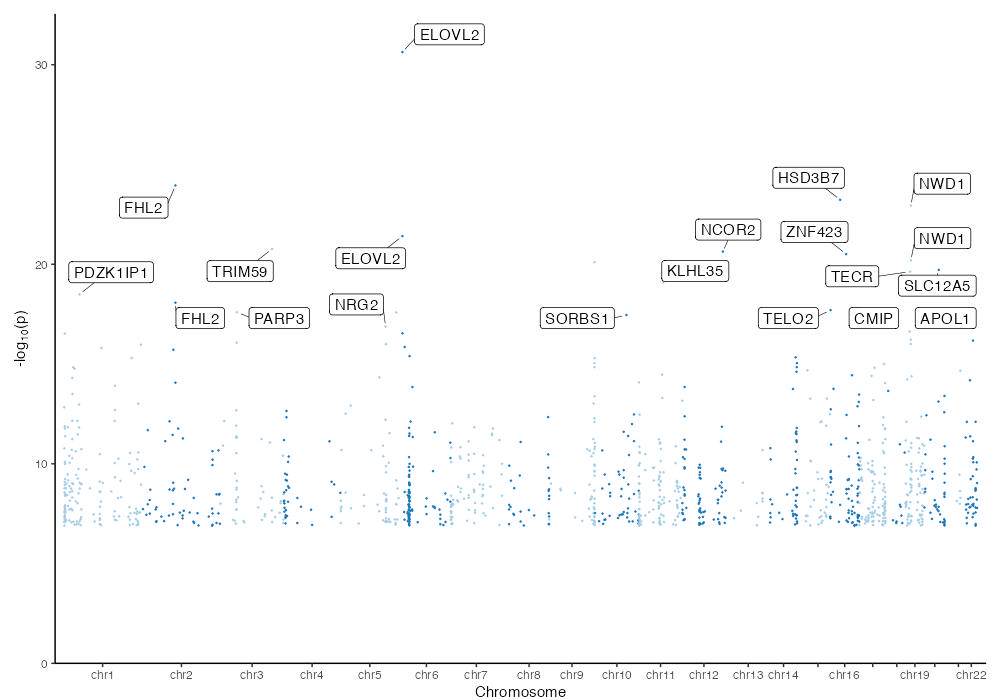 ELOVL2
30
HSD3B7
NWD1
FHL2
NCOR2
ZNF423
NWD1
ELOVL2
20
PDZK1IP1
TRIM59
KLHL35
TECR
SLC12A5
NRG2
FHL2
PARP3
SORBS1
TELO2
CMIP
APOL1
-log10(p)
10
0
chr1 chr2 chr3 chr4 chr5 chr6 chr7 chr8 chr9 chr10 chr11 chr12 chr13 chr14 chr16 chr19 chr22
Chromosome